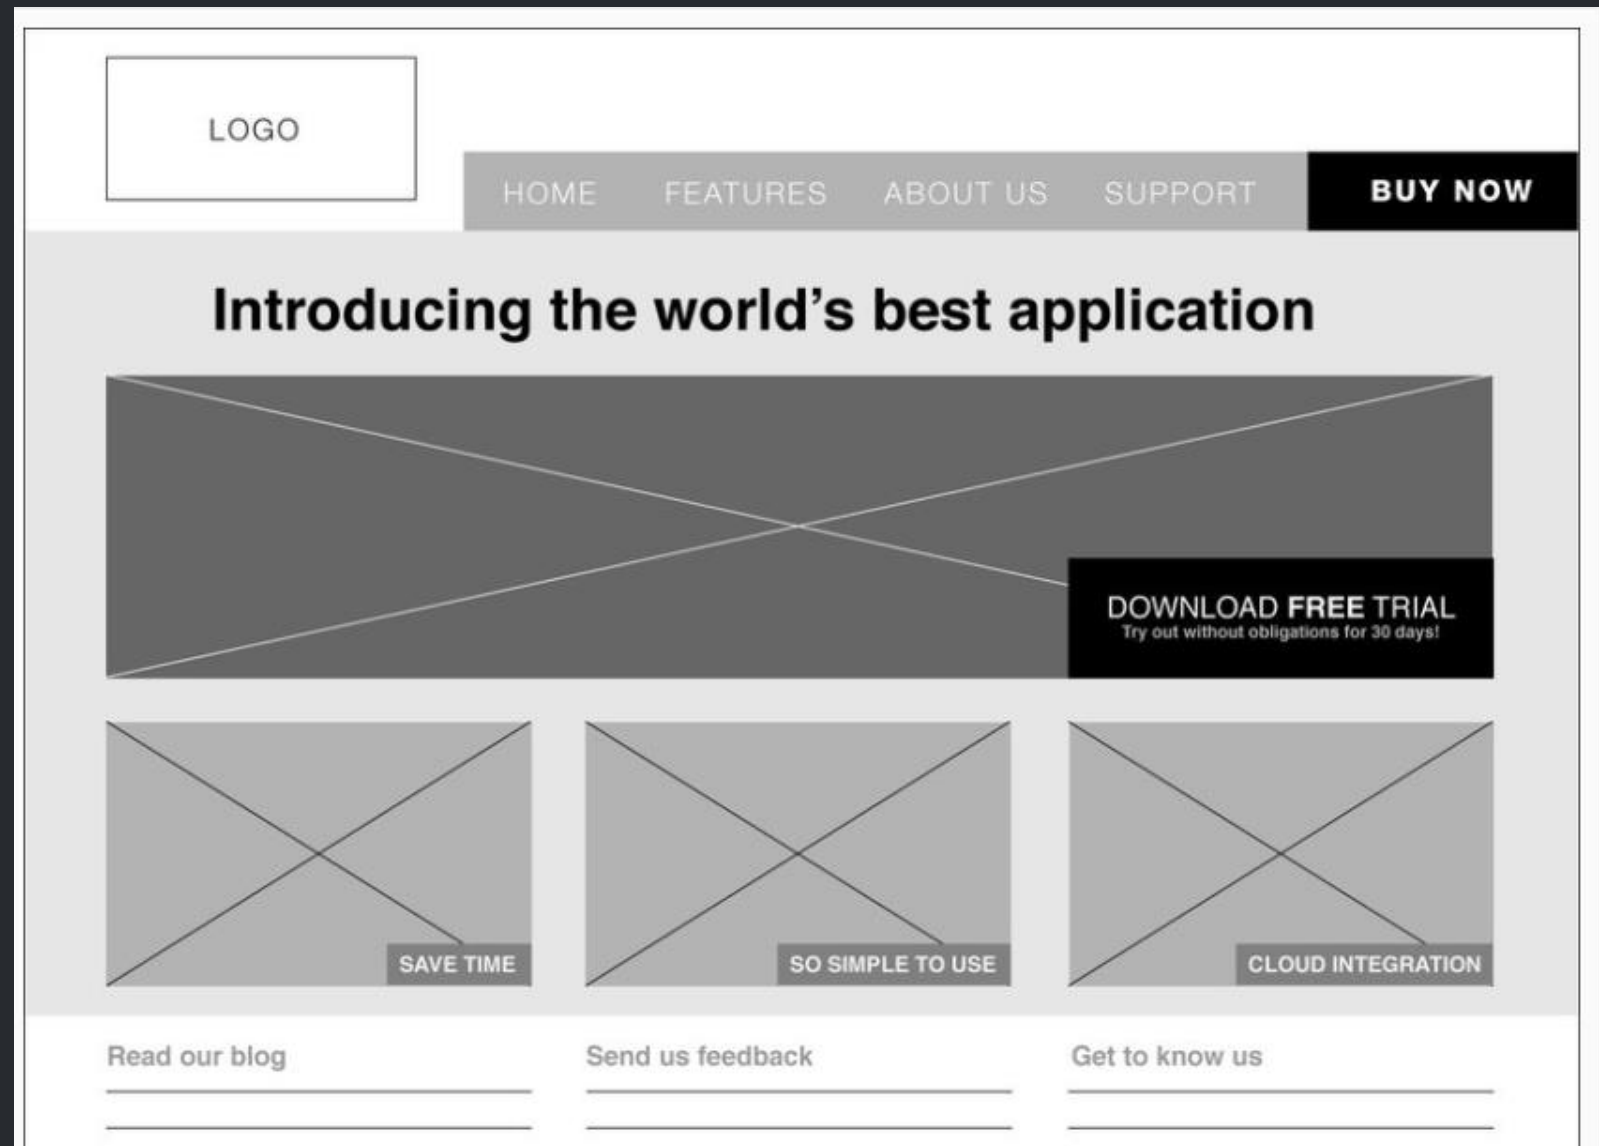 LOGO
HOME FEATURES ABOUT US SUPPORT BUY NOW
Introducing the world’s best application
DOWNLOAD FREE TRIAL
Try out without obligations for 30 days!
SAVE TIME
SO SIMPLE TO USE
CLOUD INTEGRATION
Read our blog
Send us feedback
Get to know us